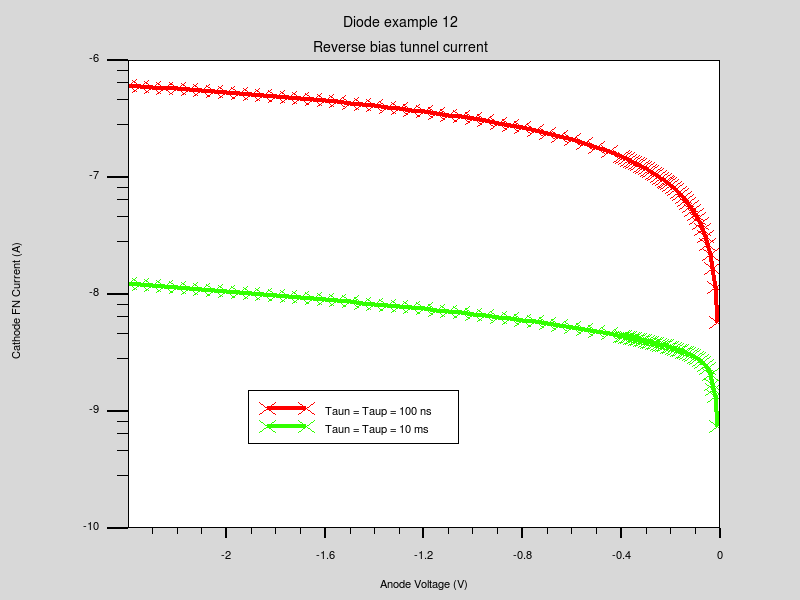 Diode example 12
Reverse bias tunnel current
-6
-7
-8
-9
-10
Cathode FN Current (A)
Taun = Taup = 100 ns
Taun = Taup = 10 ms
-2
-1.6
-1.2
-0.8
-0.4
0
Anode Voltage (V)